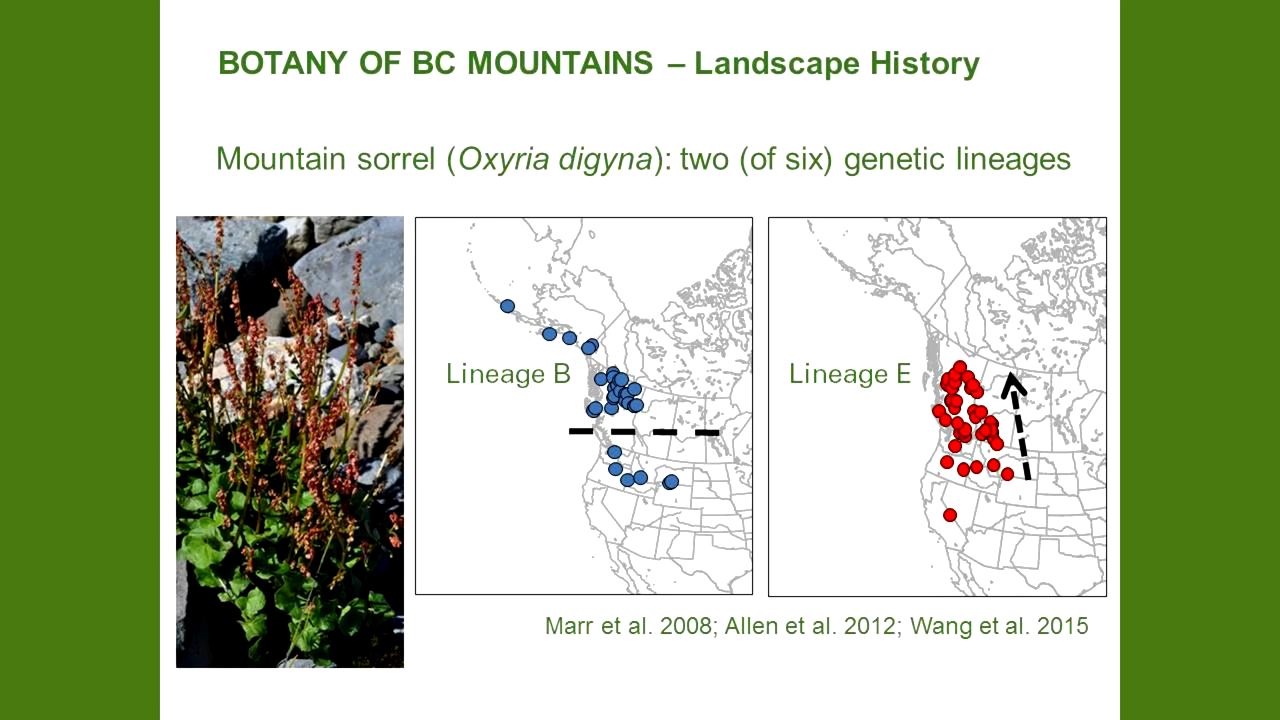 BOTANY OF BC MOUNTAINS – Landscape History
Mountain sorrel (Oxyria digyna): two (of six) genetic lineages
Lineage B
Lineage E
Marr et al. 2008; Allen et al. 2012; Wang et al. 2015